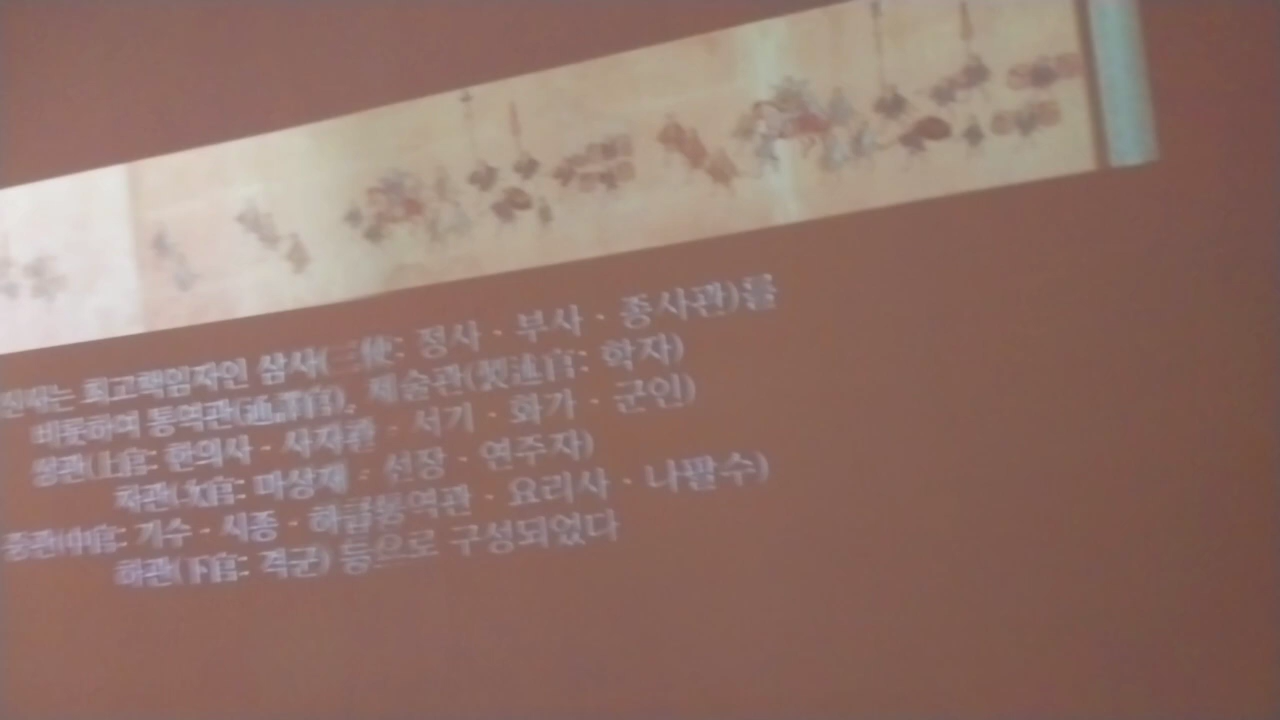 최고책임자인 삼사(三使: 정사 · 부사 · 종사관)를
비롯하여 통역관(通譯官), 제술관(製述官: 학자)
상관(上官: 한의사 · 사자관 · 서기 · 화가 · 군인)
차관(次官: 마상재 · 선장 · 연주자)
중관(中官: 기수 · 시종 · 하급통역관 · 요리사 · 나팔수)
하관(下官: 격군) 등으로 구성되었다